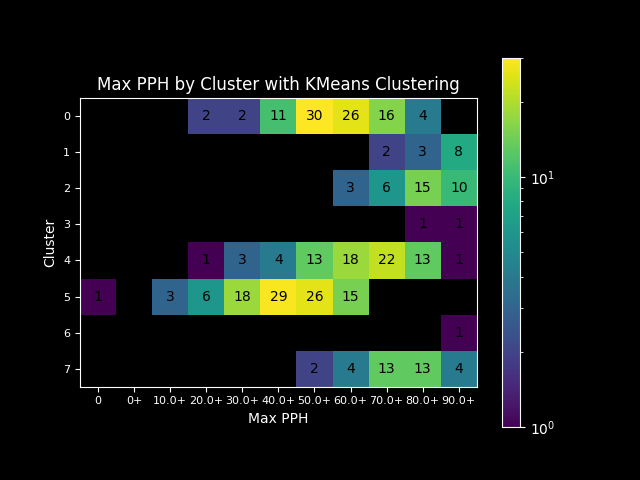 Max PPH by Cluster with KMeans Clustering
0 2 2 11 30 26 16 4
1 2 3 8
2 3 6 15 10
3 1 1
4 1 3 4 13 18 22 13 1
5 1 3 6 18 29 26 15
6 1
7 2 4 13 13 4
0 0+ 10.0+ 20.0+ 30.0+ 40.0+ 50.0+ 60.0+ 70.0+ 80.0+ 90.0+
Max PPH
Cluster
10¹
10⁰